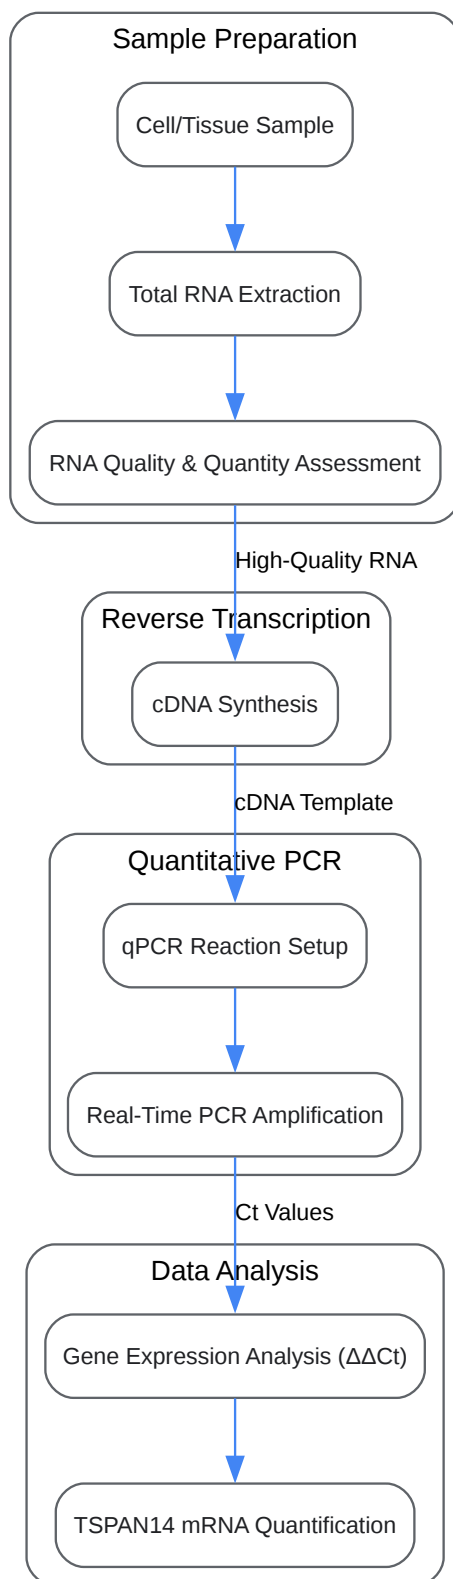 Sample Preparation
Cell/Tissue Sample
Total RNA Extraction
RNA Quality & Quantity Assessment
High-Quality RNA
Reverse Transcription
cDNA Synthesis
cDNA Template
Quantitative PCR
qPCR Reaction Setup
Real-Time PCR Amplification
Ct Values
Data Analysis
Gene Expression Analysis (ΔΔCt)
TSPAN14 mRNA Quantification